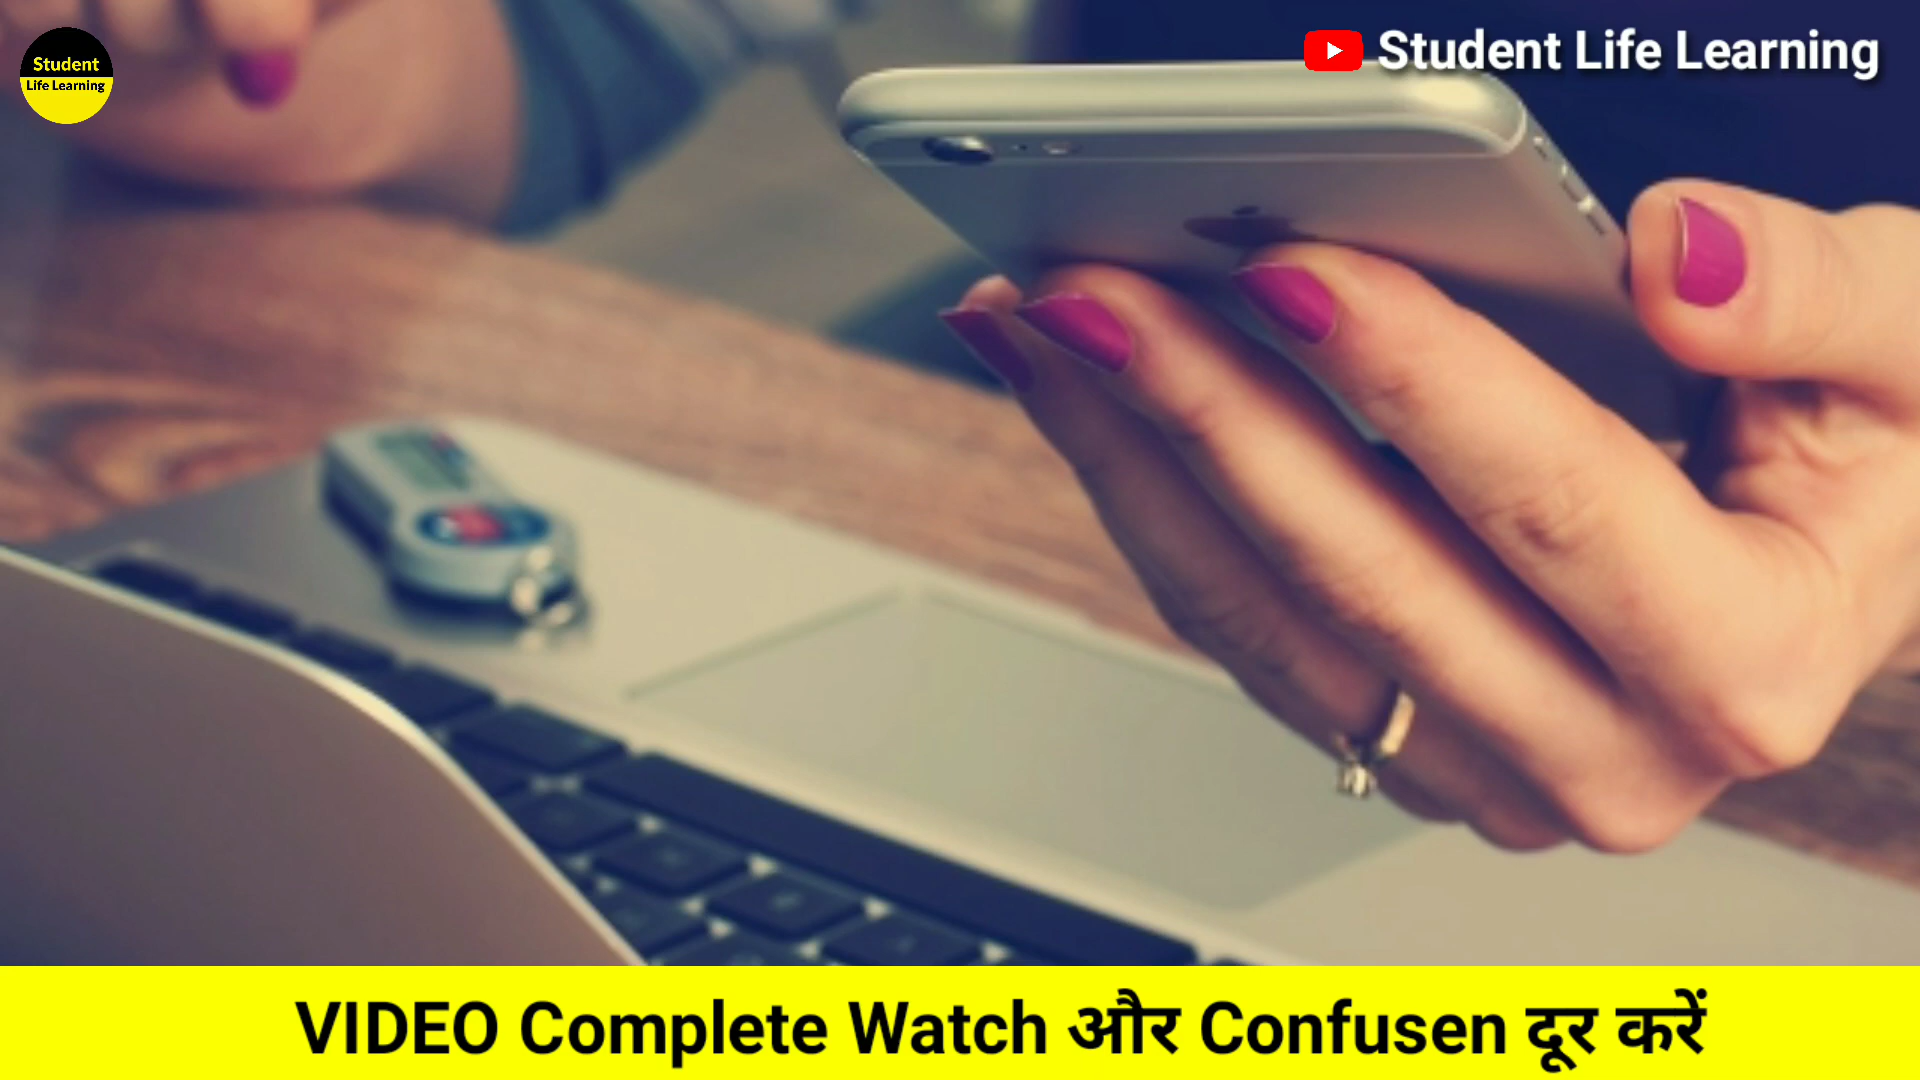 Student
Life Learning
Student Life Learning
VIDEO Complete Watch और Confusen दूर करें